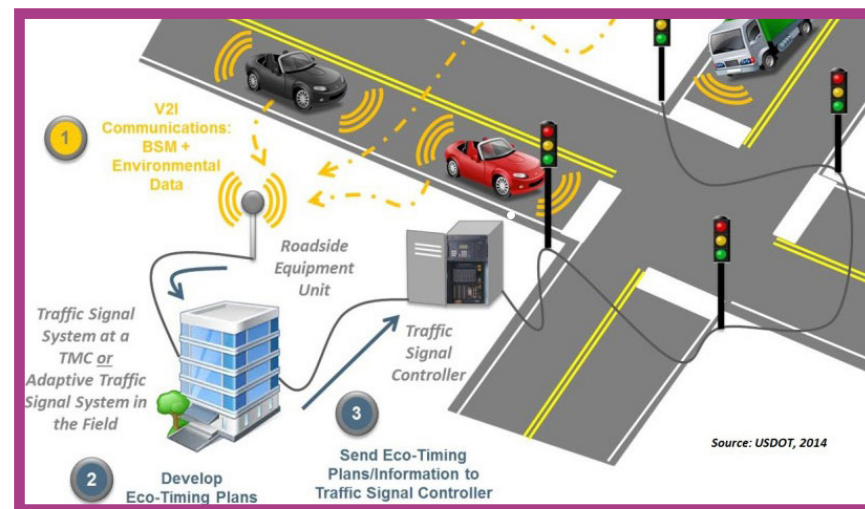 1
V2I
Communications:
BSM +
Environmental
Data
Roadside
Equipment
Unit
Traffic Signal
System at a
TMC or
Adaptive Traffic
Signal System in
the Field
Traffic
Signal
Controller
2
Develop
Eco-Timing Plans
3
Send Eco-Timing
Plans/Information to
Traffic Signal Controller
Source: USDOT, 2014